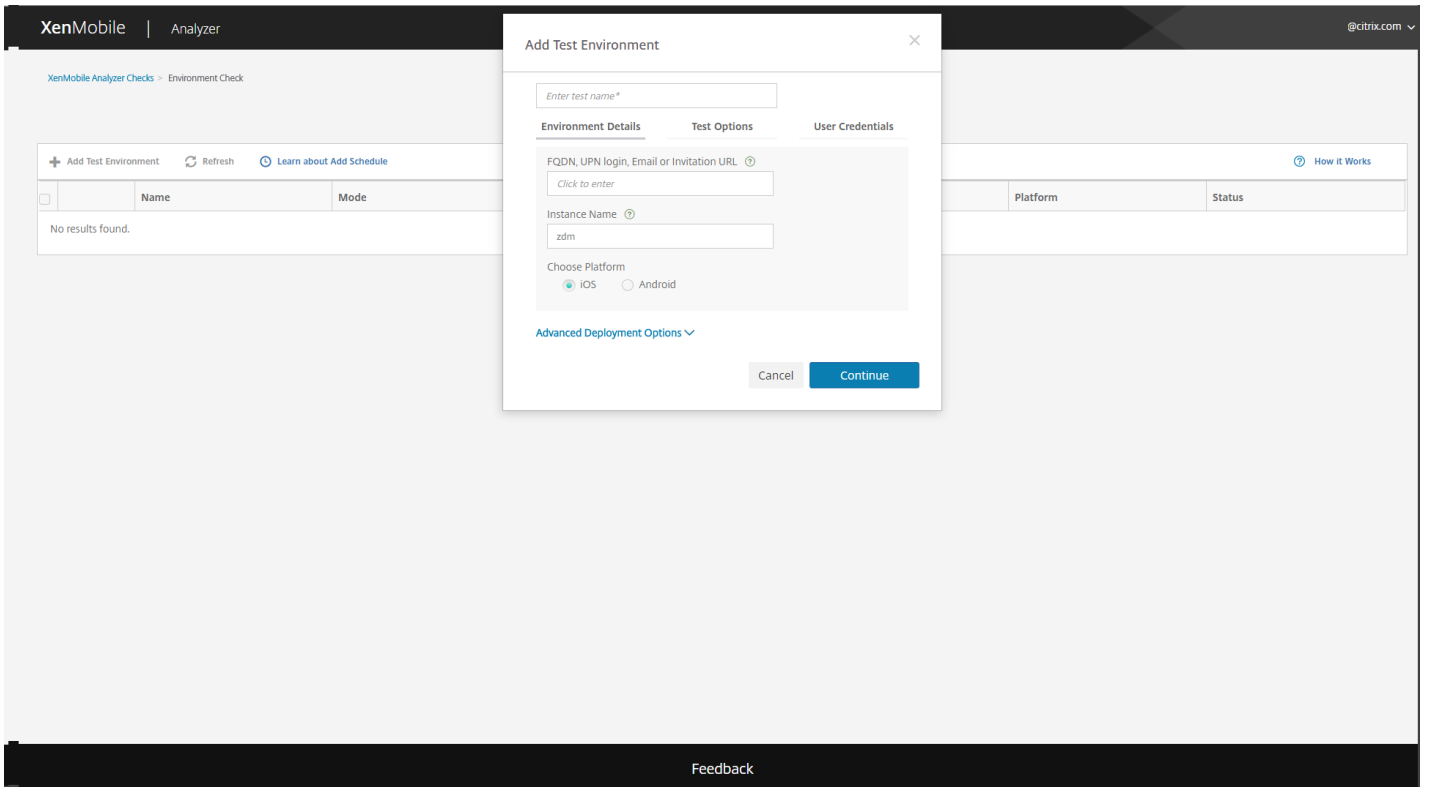 XenMobile | Analyzer
@citrix.com
XenMobile Analyzer Checks > Environment Check
Add Test Environment
Enter test name*
Environment Details Test Options User Credentials
FQDN, UPN login, Email or Invitation URL
Click to enter
Instance Name
zdm
Choose Platform
iOS Android
Advanced Deployment Options
Cancel Continue
Add Test Environment Refresh Learn about Add Schedule How it Works
Name Mode Platform Status
No results found.
Feedback